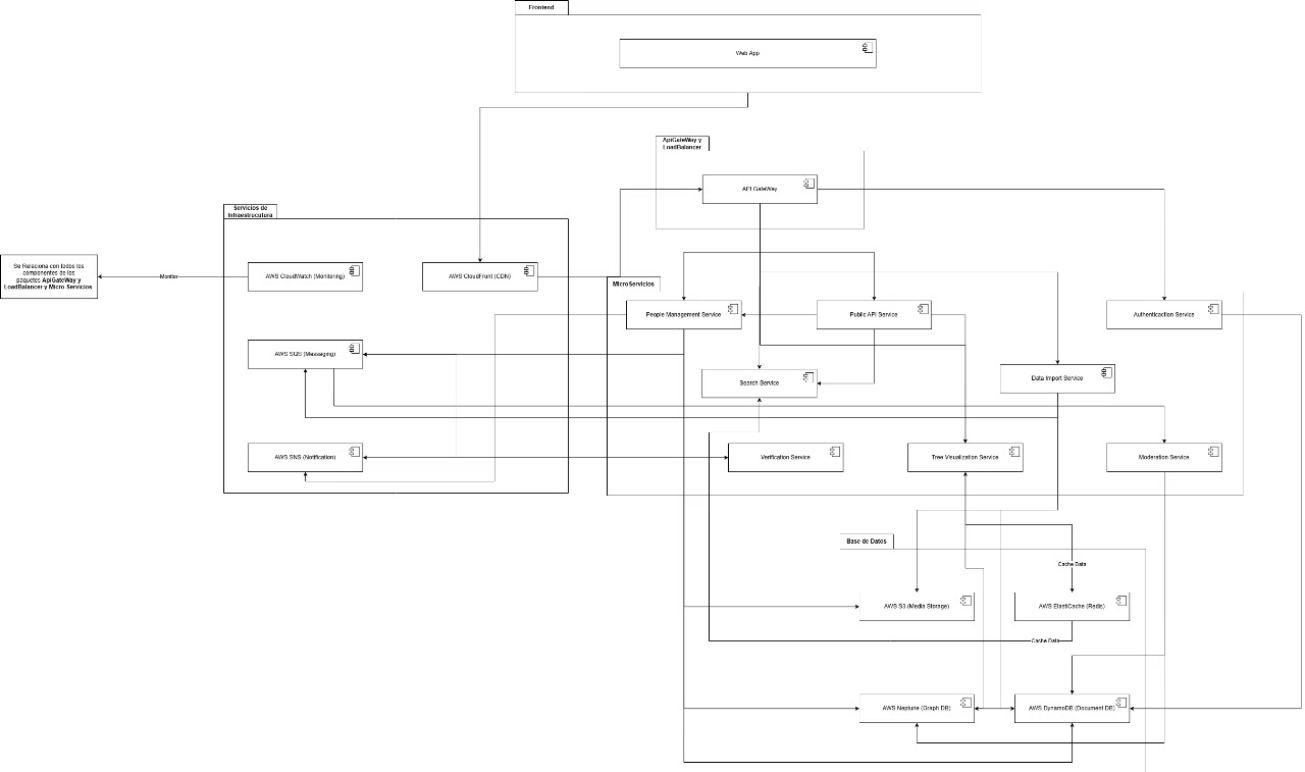 Frontend
Web App
ApiGateWay y
LoadBalancer
API GateWay
Servicios de
Infraestrucutura
Se Relaciona con todos los
componentes de los
paquetes ApiGateWay y
LoadBalancer y Micro Servicios
Monitor
AWS CloudWatch (Monitoring)
AWS CloudFront (CDN)
MicroServicios
People Management Service
Public API Service
Authenticaction Service
AWS SQS (Messaging)
Search Service
Data Import Service
AWS SNS (Notification)
Verification Service
Tree Visualization Service
Moderation Service
Base de Datos
Cache Data
AWS S3 (Media Storage)
AWS ElastiCache (Redis)
Cache Data
AWS Neptune (Graph DB)
AWS DynamoDB (Document DB)